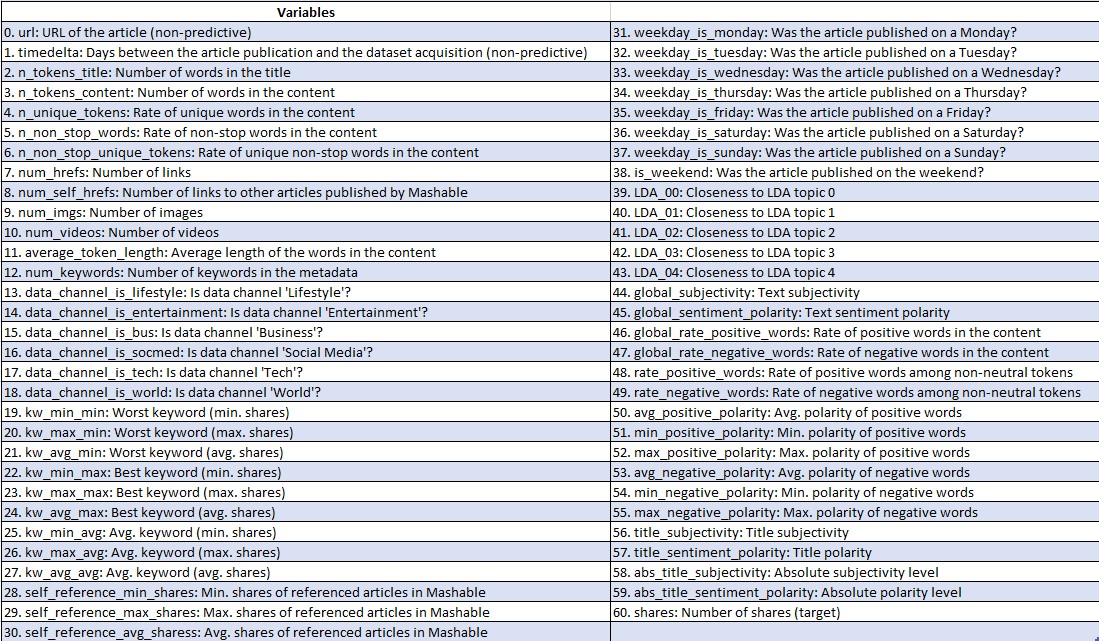 Variables
0. url: URL of the article (non-predictive)
1. timedelta: Days between the article publication and the dataset acquisition (non-predictive)
2. n_tokens_title: Number of words in the title
3. n_tokens_content: Number of words in the content
4. n_unique_tokens: Rate of unique words in the content
5. n_non_stop_words: Rate of non-stop words in the content
6. n_non_stop_unique_tokens: Rate of unique non-stop words in the content
7. num_hrefs: Number of links
8. num_self_hrefs: Number of links to other articles published by Mashable
9. num_imgs: Number of images
10. num_videos: Number of videos
11. average_token_length: Average length of the words in the content
12. num_keywords: Number of keywords in the metadata
13. data_channel_is_lifestyle: Is data channel 'Lifestyle'?
14. data_channel_is_entertainment: Is data channel 'Entertainment'?
15. data_channel_is_bus: Is data channel 'Business'?
16. data_channel_is_socmed: Is data channel 'Social Media'?
17. data_channel_is_tech: Is data channel 'Tech'?
18. data_channel_is_world: Is data channel 'World'?
19. kw_min_min: Worst keyword (min. shares)
20. kw_max_min: Worst keyword (max. shares)
21. kw_avg_min: Worst keyword (avg. shares)
22. kw_min_max: Best keyword (min. shares)
23. kw_max_max: Best keyword (max. shares)
24. kw_avg_max: Best keyword (avg. shares)
25. kw_min_avg: Avg. keyword (min. shares)
26. kw_max_avg: Avg. keyword (max. shares)
27. kw_avg_avg: Avg. keyword (avg. shares)
28. self_reference_min_shares: Min. shares of referenced articles in Mashable
29. self_reference_max_shares: Max. shares of referenced articles in Mashable
30. self_reference_avg_sharess: Avg. shares of referenced articles in Mashable
31. weekday_is_monday: Was the article published on a Monday?
32. weekday_is_tuesday: Was the article published on a Tuesday?
33. weekday_is_wednesday: Was the article published on a Wednesday?
34. weekday_is_thursday: Was the article published on a Thursday?
35. weekday_is_friday: Was the article published on a Friday?
36. weekday_is_saturday: Was the article published on a Saturday?
37. weekday_is_sunday: Was the article published on a Sunday?
38. is_weekend: Was the article published on the weekend?
39. LDA_00: Closeness to LDA topic 0
40. LDA_01: Closeness to LDA topic 1
41. LDA_02: Closeness to LDA topic 2
42. LDA_03: Closeness to LDA topic 3
43. LDA_04: Closeness to LDA topic 4
44. global_subjectivity: Text subjectivity
45. global_sentiment_polarity: Text sentiment polarity
46. global_rate_positive_words: Rate of positive words in the content
47. global_rate_negative_words: Rate of negative words in the content
48. rate_positive_words: Rate of positive words among non-neutral tokens
49. rate_negative_words: Rate of negative words among non-neutral tokens
50. avg_positive_polarity: Avg. polarity of positive words
51. min_positive_polarity: Min. polarity of positive words
52. max_positive_polarity: Max. polarity of positive words
53. avg_negative_polarity: Avg. polarity of negative words
54. min_negative_polarity: Min. polarity of negative words
55. max_negative_polarity: Max. polarity of negative words
56. title_subjectivity: Title subjectivity
57. title_sentiment_polarity: Title polarity
58. abs_title_subjectivity: Absolute subjectivity level
59. abs_title_sentiment_polarity: Absolute polarity level
60. shares: Number of shares (target)